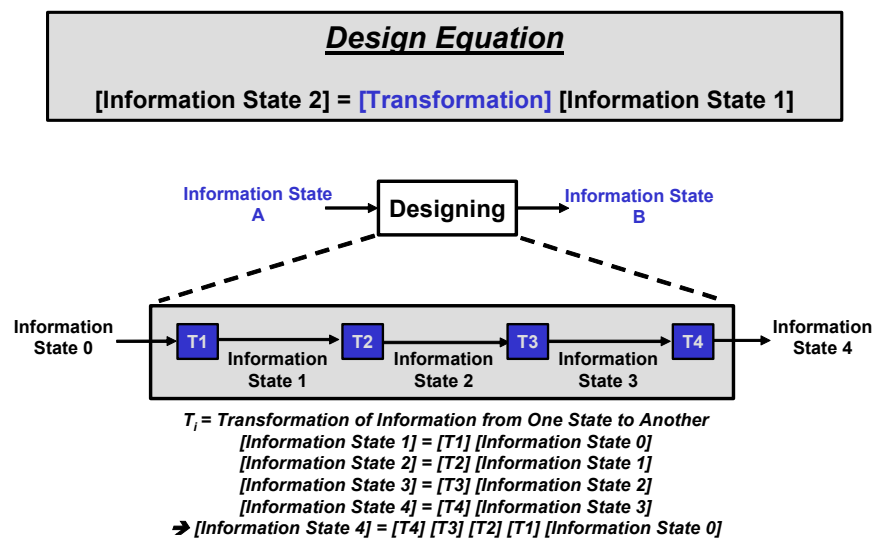 Design Equation
[Information State 2] = [Transformation] [Information State 1]
Information State
A
Designing
Information State
B
Information
State 0
T1
Information
State 1
T2
Information
State 2
T3
Information
State 3
T4
Information
State 4
Ti = Transformation of Information from One State to Another
[Information State 1] = [T1] [Information State 0]
[Information State 2] = [T2] [Information State 1]
[Information State 3] = [T3] [Information State 2]
[Information State 4] = [T4] [Information State 3]
➔ [Information State 4] = [T4] [T3] [T2] [T1] [Information State 0]